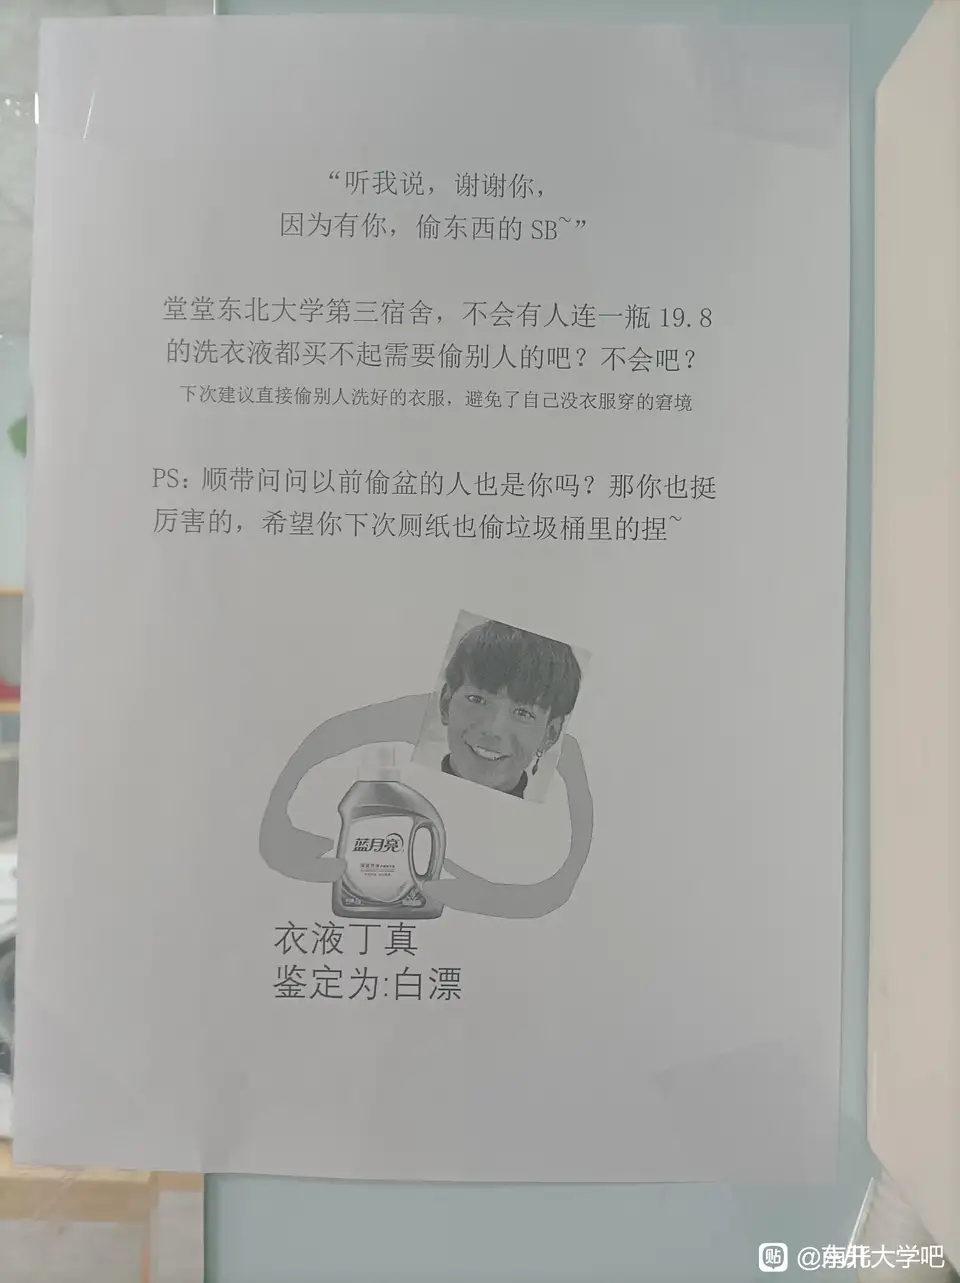 “听我说，谢谢你，
因为有你，偷东西的 SB~”
堂堂东北大学第三宿舍，不会有人连一瓶 19.8
的洗衣液都买不起需要偷别人的吧？不会吧？
下次建议直接偷别人洗好的衣服，避免了自己没衣服穿的窘境
PS：顺带问问以前偷盆的人也是你吗？那你也挺
厉害的，希望你下次厕纸也偷垃圾桶里的捏~
蓝月亮
衣液丁真
鉴定为:白漂
贴 @东北大学吧